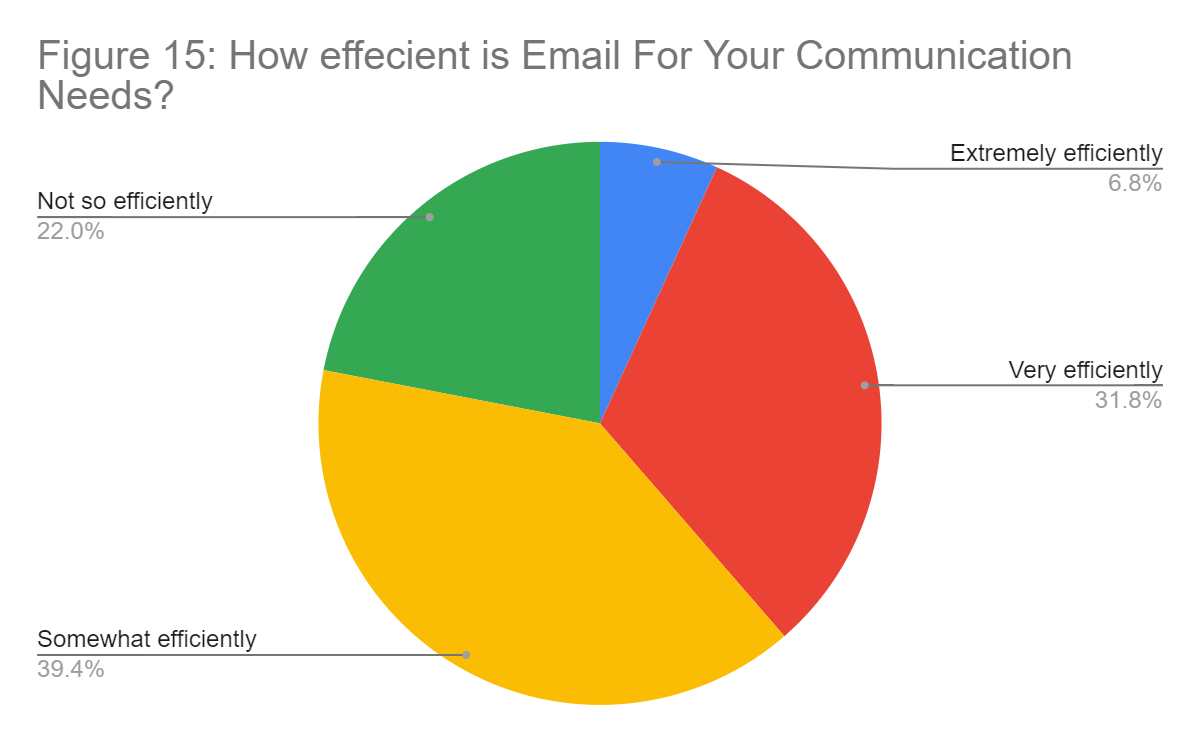 Figure 15: How effecient is Email For Your Communication
Needs?
Extremely efficiently
6.8%
Not so efficiently
22.0%
Very efficiently
31.8%
Somewhat efficiently
39.4%